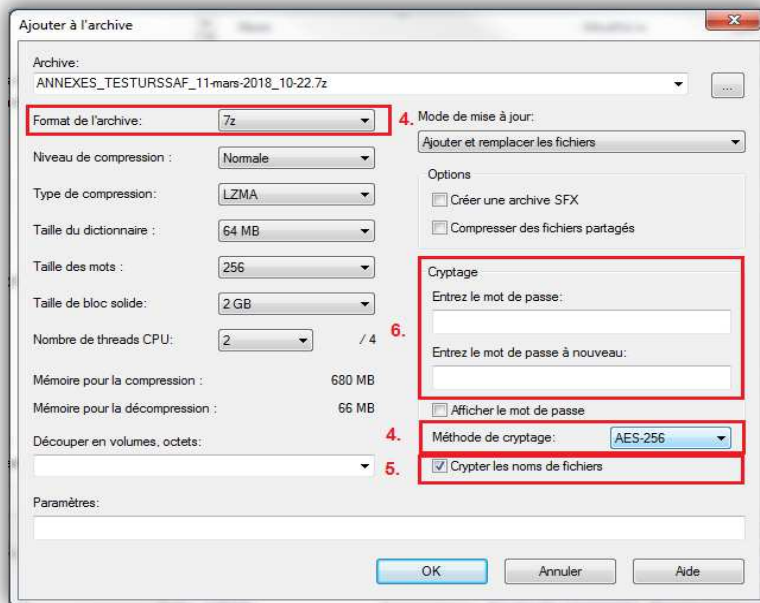 Ajouter à l'archive
Archive:
ANNEXES_TESTURSSAF_11-mars-2018_10-22.7z
...
Format de l'archive: 7z
4. Mode de mise à jour:
Ajouter et remplacer les fichiers
Niveau de compression : Normale
Type de compression: LZMA
Taille du dictionnaire : 64 MB
Taille des mots : 256
Taille de bloc solide: 2 GB
Nombre de threads CPU: 2 / 4
Mémoire pour la compression : 680 MB
Mémoire pour la décompression : 66 MB
Découper en volumes, octets:
Options
Créer une archive SFX
Compresser des fichiers partagés
6. Cryptage
Entrez le mot de passe:
Entrez le mot de passe à nouveau:
Afficher le mot de passe
4. Méthode de cryptage: AES-256
5. Crypter les noms de fichiers
Paramètres:
OK Annuler Aide